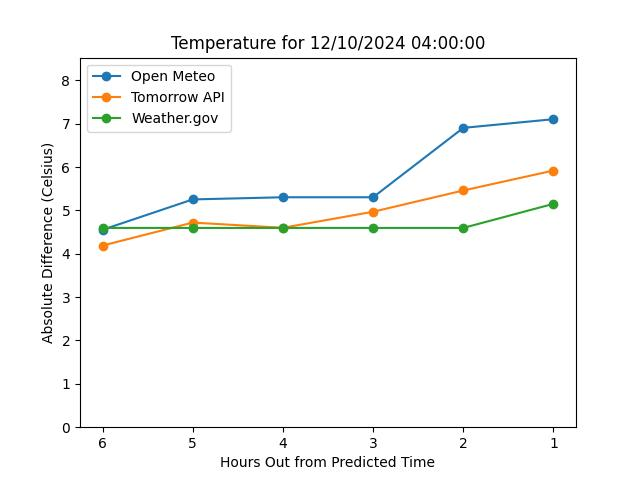 Temperature for 12/10/2024 04:00:00
Open Meteo
Tomorrow API
Weather.gov
8
7
6
5
4
3
2
1
0
Absolute Difference (Celsius)
6 5 4 3 2 1
Hours Out from Predicted Time